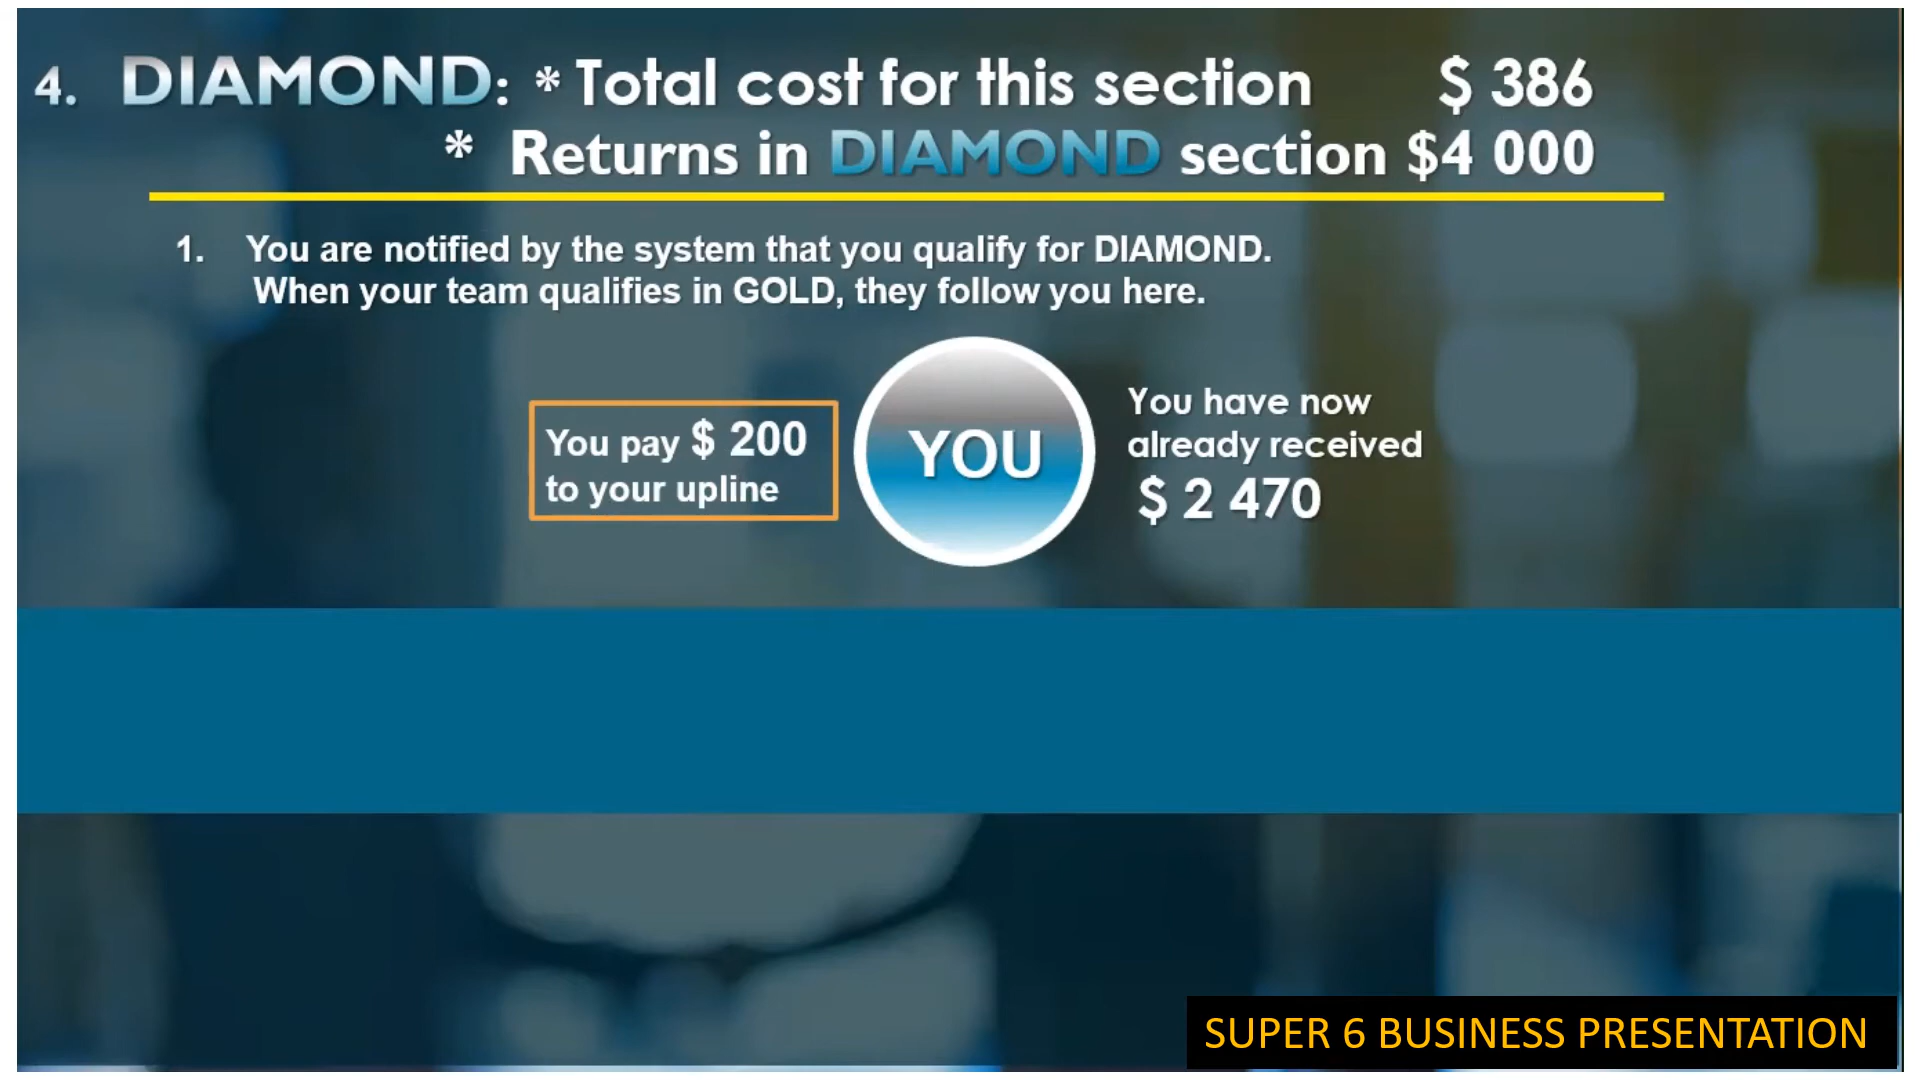 4. DIAMOND: * Total cost for this section $ 386
* Returns in DIAMOND section $4 000
1. You are notified by the system that you qualify for DIAMOND.
When your team qualifies in GOLD, they follow you here.
You pay $ 200
to your upline
YOU
You have now
already received
$ 2 470
SUPER 6 BUSINESS PRESENTATION